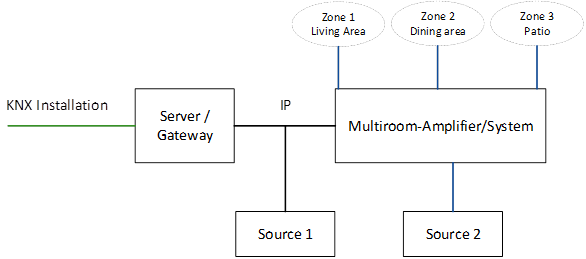 Zone 1
Living Area
Zone 2
Dining area
Zone 3
Patio
KNX Installation
Server /
Gateway
IP
Multiroom-Amplifier/System
Source 1
Source 2